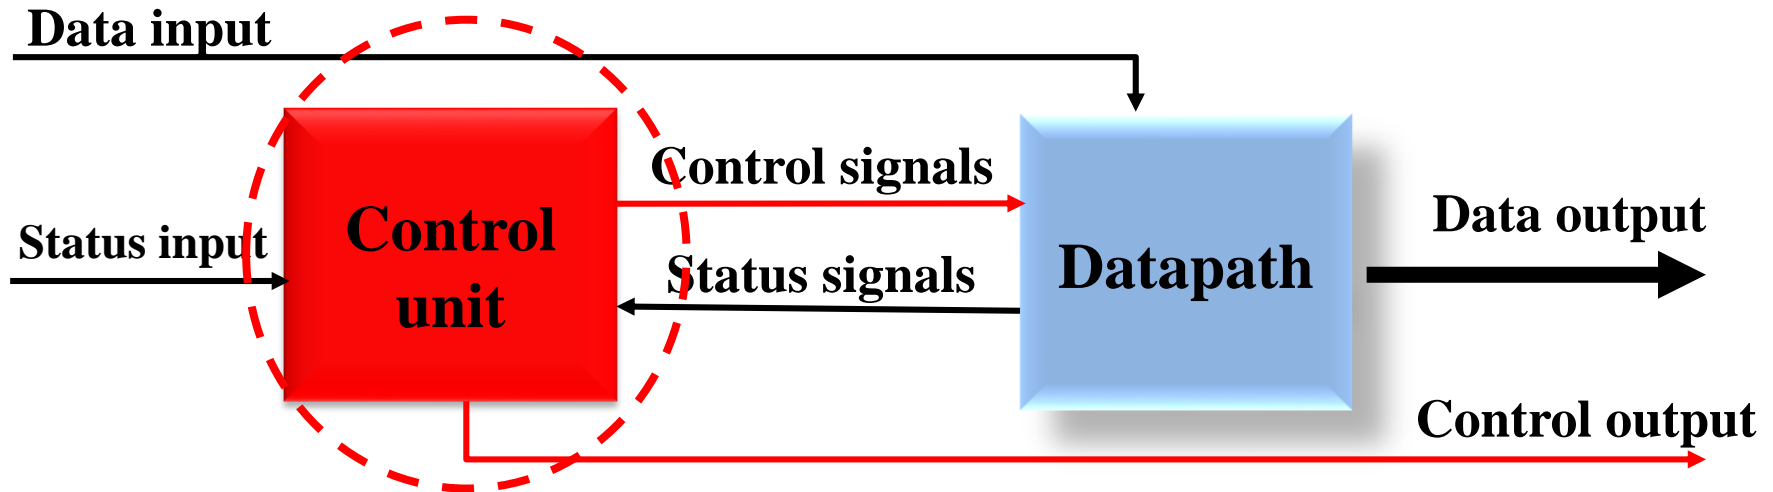 Data input
Control signals
Status input
Control
unit
Status signals
Datapath
Data output
Control output